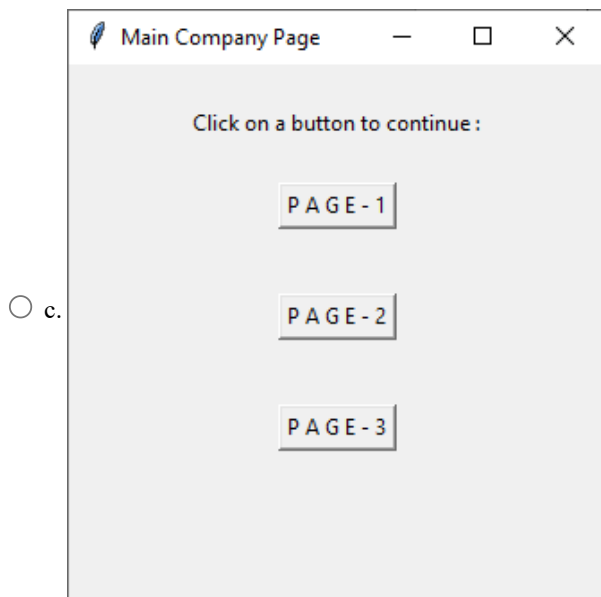 Main Company Page
Click on a button to continue:
P A G E - 1
P A G E - 2
c.
P A G E - 3